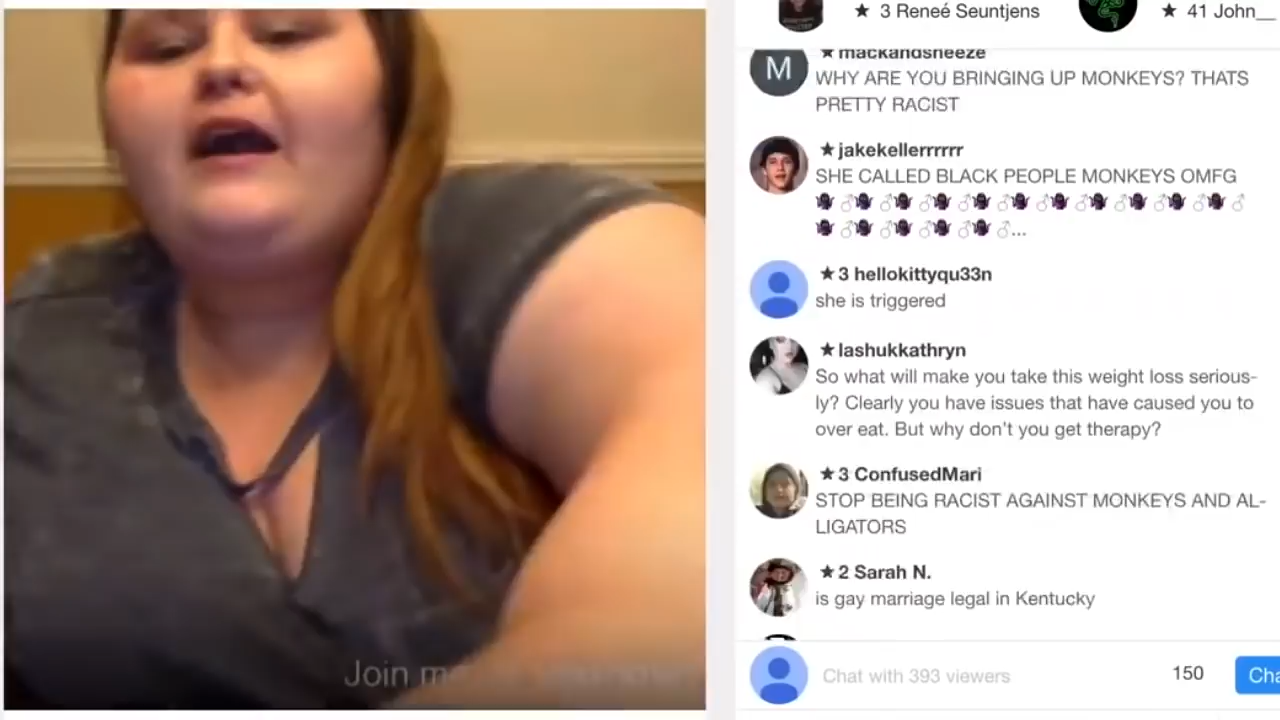 ★ 3 Reneé Seuntjens
★ 41 John__
★ mackandsheeze
M
WHY ARE YOU BRINGING UP MONKEYS? THATS
PRETTY RACIST
★ jakekellerrrrrr
SHE CALLED BLACK PEOPLE MONKEYS OMFG
...
★ 3 hellokittyqu33n
she is triggered
★ lashukkathryn
So what will make you take this weight loss serious-
ly? Clearly you have issues that have caused you to
over eat. But why don't you get therapy?
★ 3 ConfusedMari
STOP BEING RACIST AGAINST MONKEYS AND AL-
LIGATORS
★ 2 Sarah N.
is gay marriage legal in Kentucky
Join
Chat with 393 viewers
150
Cha